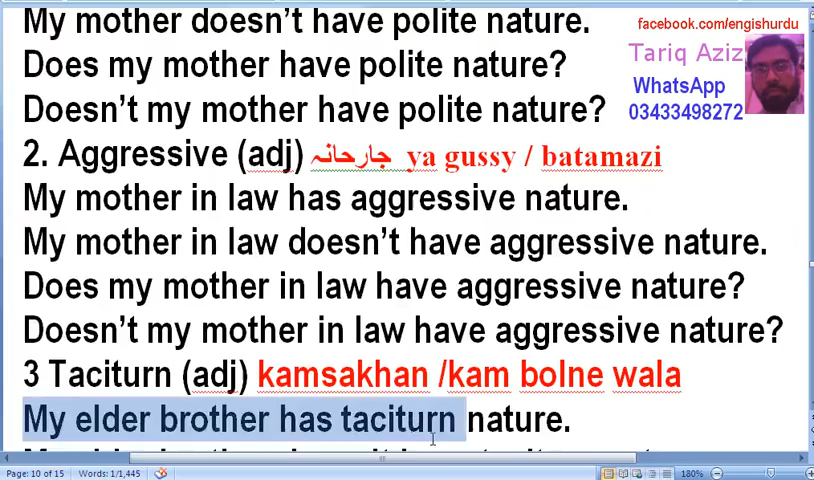 My mother doesn't have polite nature.
Does my mother have polite nature?
Doesn't my mother have polite nature?
2. Aggressive (adj) جارحانہ ya gussy / batamazi
My mother in law has aggressive nature.
My mother in law doesn't have aggressive nature.
Does my mother in law have aggressive nature?
Doesn't my mother in law have aggressive nature?
3 Taciturn (adj) kamsakhan /kam bolne wala
My elder brother has taciturn nature.
facebook.com/engishurdu
Tariq Aziz
WhatsApp
03433498272
Page: 10 of 15 Words: 1/1,445 180%